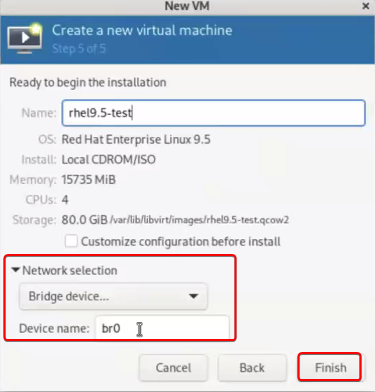 New VM
Create a new virtual machine
Step 5 of 5
Ready to begin the installation
Name: rhel9.5-test
OS: Red Hat Enterprise Linux 9.5
Install: Local CDROM/ISO
Memory: 15735 MiB
CPUs: 4
Storage: 80.0 GiB /var/lib/libvirt/images/rhel9.5-test.qcow2
Customize configuration before install
Network selection
Bridge device...
Device name: br0
Cancel Back Finish